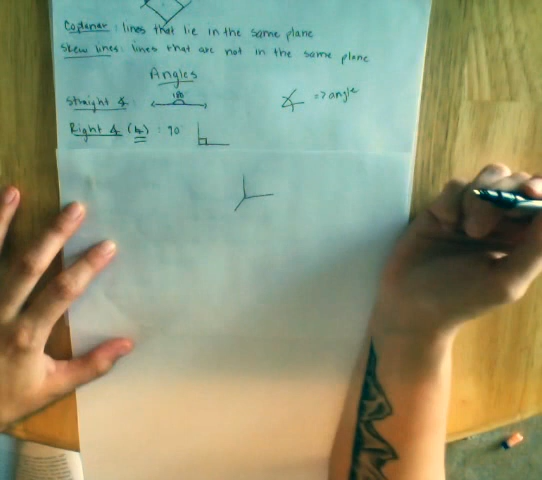 Coplanar : lines that lie in the same plane
Skew lines : lines that are not in the same plane
Angles
Straight ∡ : 180°
∡ => angle
Right ∡ (∟) : 90